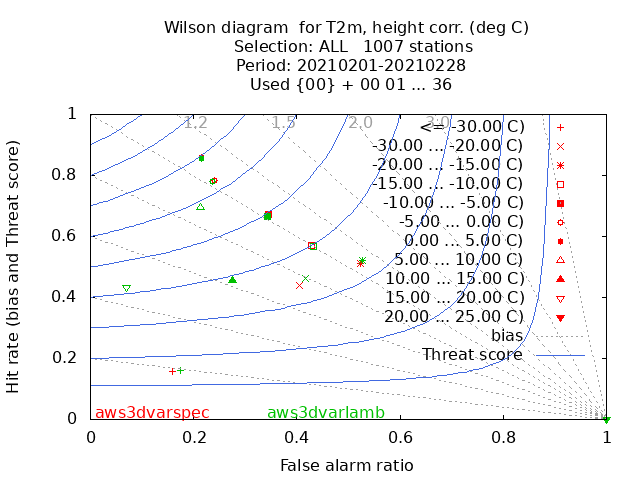 Wilson diagram  for T2m, height corr. (deg C)
Selection: ALL   1007 stations
Period: 20210201-20210228
Used {00} + 00 01 ... 36
Hit rate (bias and Threat score)
1
0.8
0.6
0.4
0.2
0
1.2
1.5
2.0
3.0
<= -30.00 C)
-30.00 ... -20.00 C)
-20.00 ... -15.00 C)
-15.00 ... -10.00 C)
-10.00 ... -5.00 C)
-5.00 ... 0.00 C)
0.00 ... 5.00 C)
5.00 ... 10.00 C)
10.00 ... 15.00 C)
15.00 ... 20.00 C)
20.00 ... 25.00 C)
bias
Threat score
aws3dvarspec
aws3dvarlamb
0
0.2
0.4
0.6
0.8
1
False alarm ratio